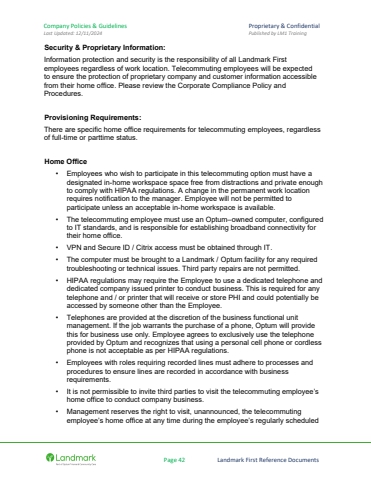 Company Policies & Guidelines Proprietary & Confidential
Last Updated: 12/11/2024 Published by LMS Training
Security & Proprietary Information:
Information protection and security is the responsibility of all Landmark First
employees regardless of work location. Telecommuting employees will be expected
to ensure the protection of proprietary company and customer information accessible
from their home office. Please review the Corporate Compliance Policy and
Procedures.
Provisioning Requirements:
There are specific home office requirements for telecommuting employees, regardless
of full-time or parttime status.
Home Office
• Employees who wish to participate in this telecommuting option must have a
designated in-home workspace space free from distractions and private enough
to comply with HIPAA regulations. A change in the permanent work location
requires notification to the manager. Employee will not be permitted to
participate unless an acceptable in-home workspace is available.
• The telecommuting employee must use an Optum–owned computer, configured
to IT standards, and is responsible for establishing broadband connectivity for
their home office.
• VPN and Secure ID / Citrix access must be obtained through IT.
• The computer must be brought to a Landmark / Optum facility for any required
troubleshooting or technical issues. Third party repairs are not permitted.
• HIPAA regulations may require the Employee to use a dedicated telephone and
dedicated company issued printer to conduct business. This is required for any
telephone and / or printer that will receive or store PHI and could potentially be
accessed by someone other than the Employee.
• Telephones are provided at the discretion of the business functional unit
management. If the job warrants the purchase of a phone, Optum will provide
this for business use only. Employee agrees to exclusively use the telephone
provided by Optum and recognizes that using a personal cell phone or cordless
phone is not acceptable as per HIPAA regulations.
• Employees with roles requiring recorded lines must adhere to processes and
procedures to ensure lines are recorded in accordance with business
requirements.
• It is not permissible to invite third parties to visit the telecommuting employee's
home office to conduct company business.
• Management reserves the right to visit, unannounced, the telecommuting
employee's home office at any time during the employee's regularly scheduled
Landmark Page 42 Landmark First Reference Documents